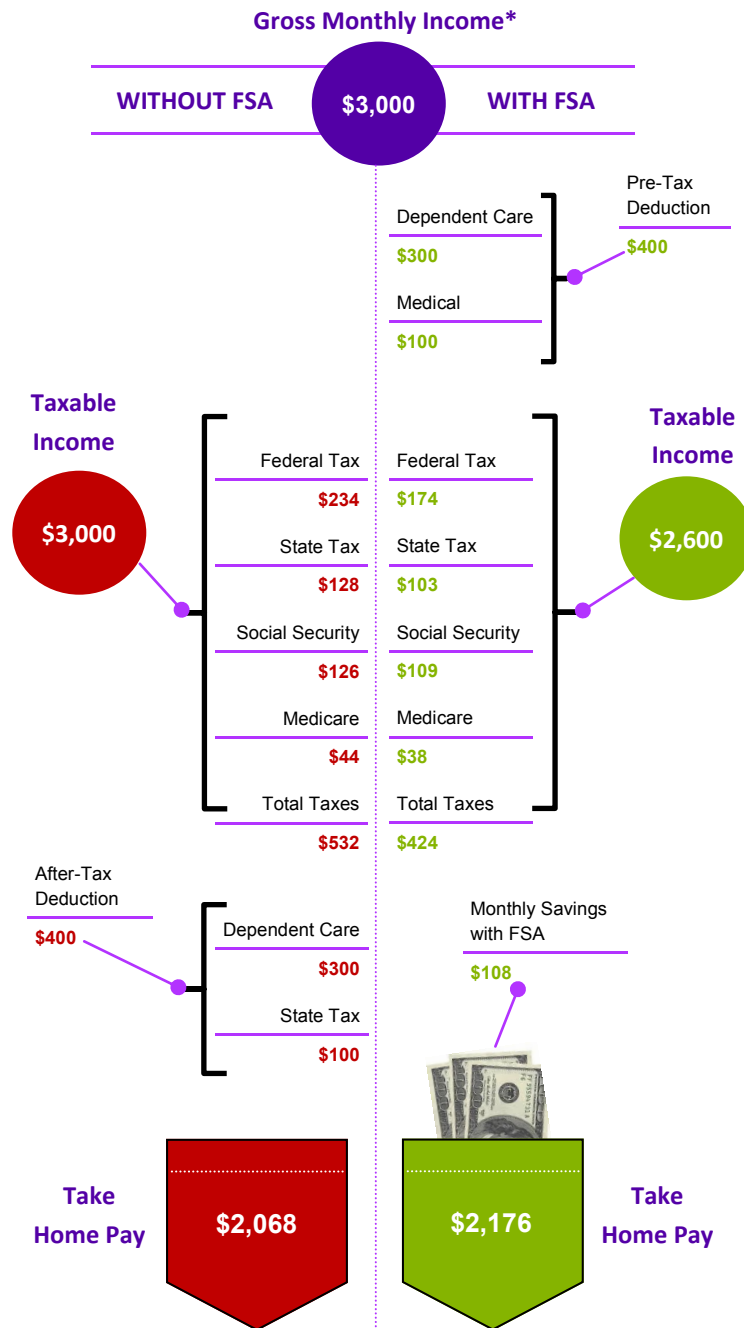 Gross Monthly Income*
WITHOUT FSA
$3,000
WITH FSA
Dependent Care
$300
Medical
$100
Pre-Tax
Deduction
$400
Taxable
Income
$3,000
Federal Tax
$234
State Tax
$128
Social Security
$126
Medicare
$44
Total Taxes
$532
Federal Tax
$174
State Tax
$103
Social Security
$109
Medicare
$38
Total Taxes
$424
Taxable
Income
$2,600
After-Tax
Deduction
$400
Dependent Care
$300
State Tax
$100
Monthly Savings
with FSA
$108
Take
Home Pay
$2,068
$2,176
Take
Home Pay